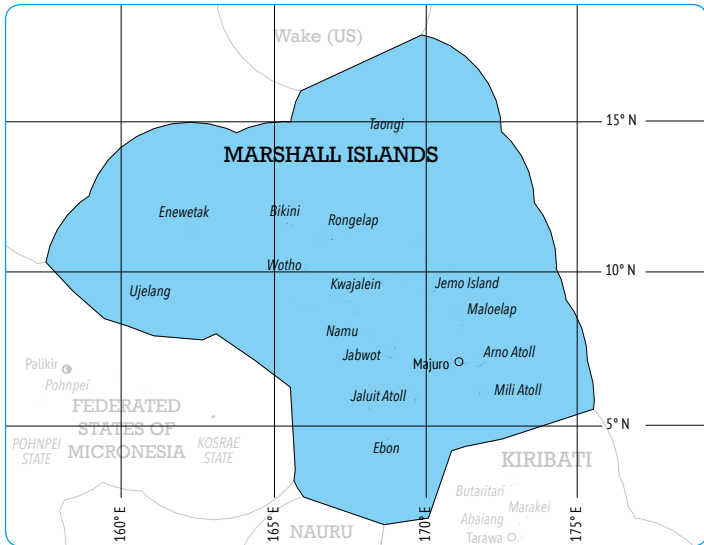 Wake (US)
15° N
Taongi
MARSHALL ISLANDS
Enewetak
Bikini
Rongelap
Wotho
10° N
Ujelang
Kwajalein
Jemo Island
Maloelap
Namu
Jabwot
Majuro
Arno Atoll
Palikir
Pohnpei
Jaluit Atoll
Mili Atoll
FEDERATED
STATES OF
MICRONESIA
POHNPEI
STATE
KOSRAE
STATE
5° N
Ebon
KIRIBATI
Butaritari
Marakei
Abaiang
Tarawa
NAURU
160° E
165° E
170° E
175° E